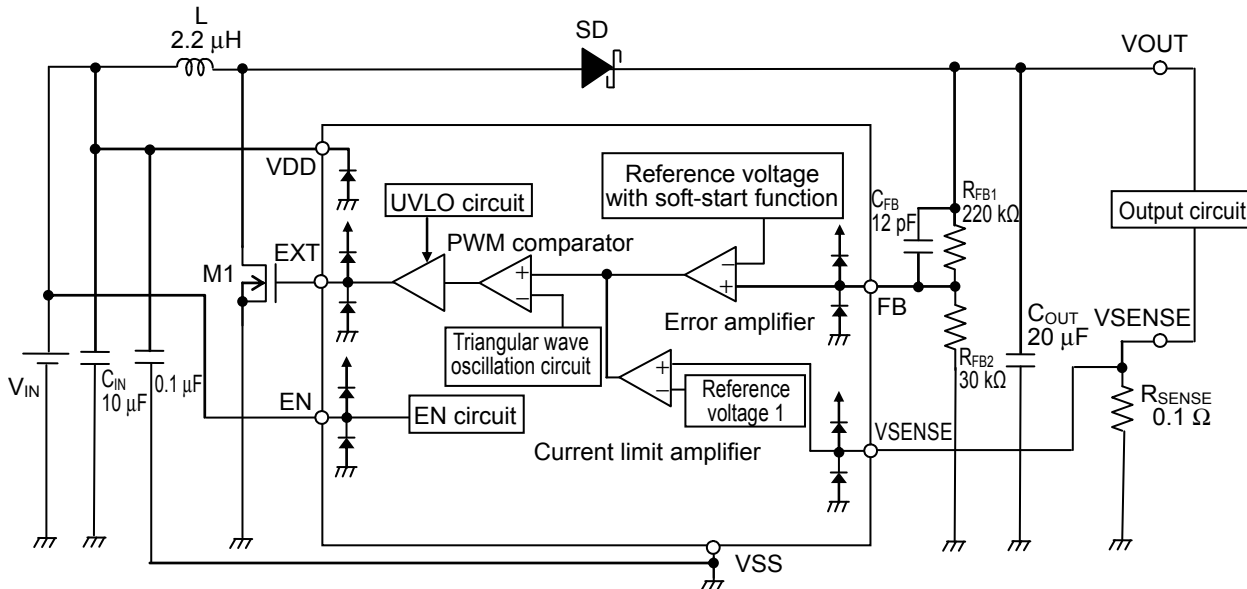 L
2.2 μH
SD
VOUT
VDD
UVLO circuit
Reference voltage
with soft-start function
CFB
12 pF
RFB1
220 kΩ
Output circuit
EXT
PWM comparator
M1
+
−
−
+
FB
Error amplifier
Triangular wave
oscillation circuit
COUT
20 μF
VSENSE
RFB2
30 kΩ
VIN
CIN
10 μF
0.1 μF
+
−
Reference
voltage 1
RSENSE
0.1 Ω
EN
EN circuit
VSENSE
Current limit amplifier
VSS